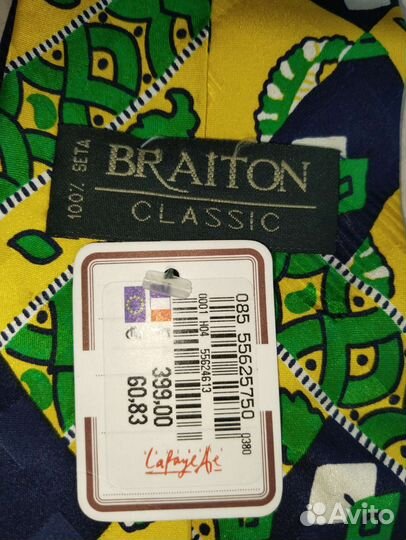 100% SETA
BRAITON
CLASSIC
085 55625750
0380
0001 H04 55624613
F 399.00
€ 60.83
Lafayette
Avito